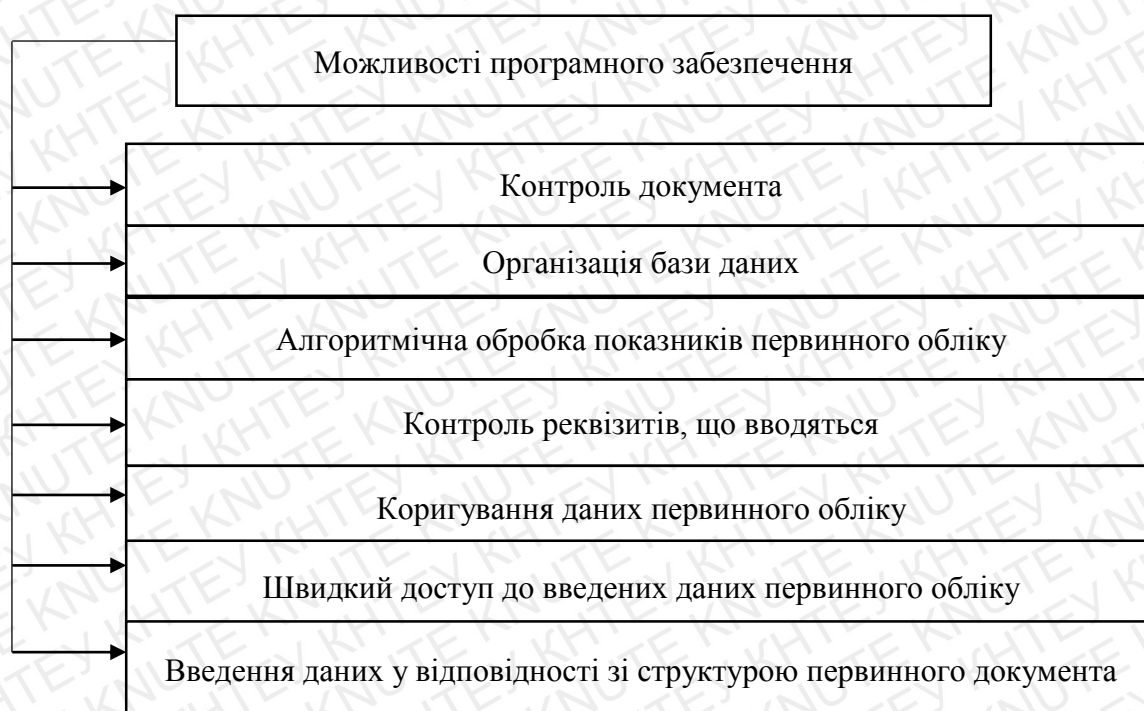 Можливості програмного забезпечення
Контроль документа
Організація бази даних
Алгоритмічна обробка показників первинного обліку
Контроль реквізитів, що вводяться
Коригування даних первинного обліку
Швидкий доступ до введених даних первинного обліку
Введення даних у відповідності зі структурою первинного документа